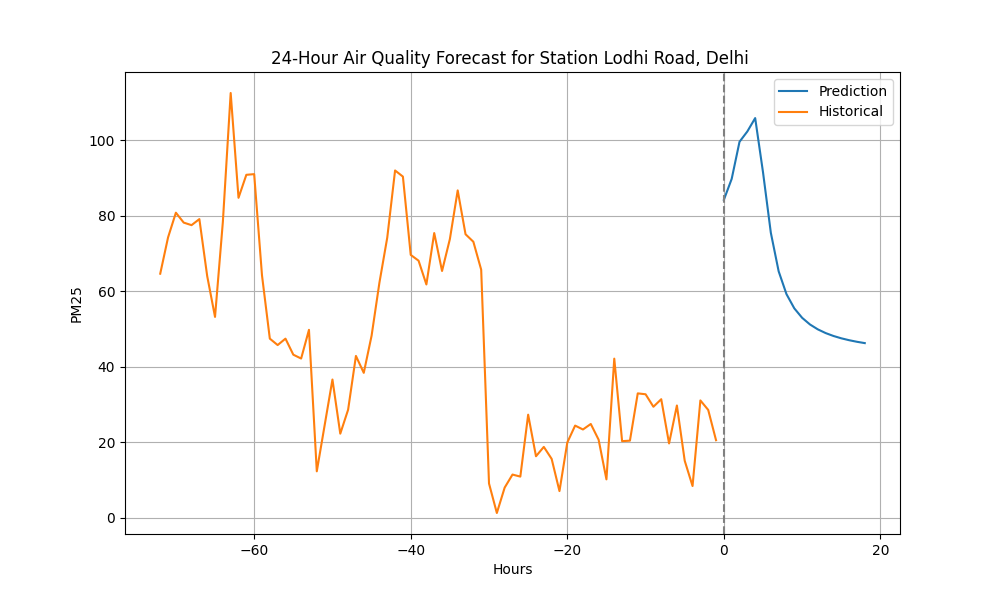 24-Hour Air Quality Forecast for Station Lodhi Road, Delhi
Prediction
Historical
100
80
60
40
20
0
PM25
−60
−40
−20
0
20
Hours